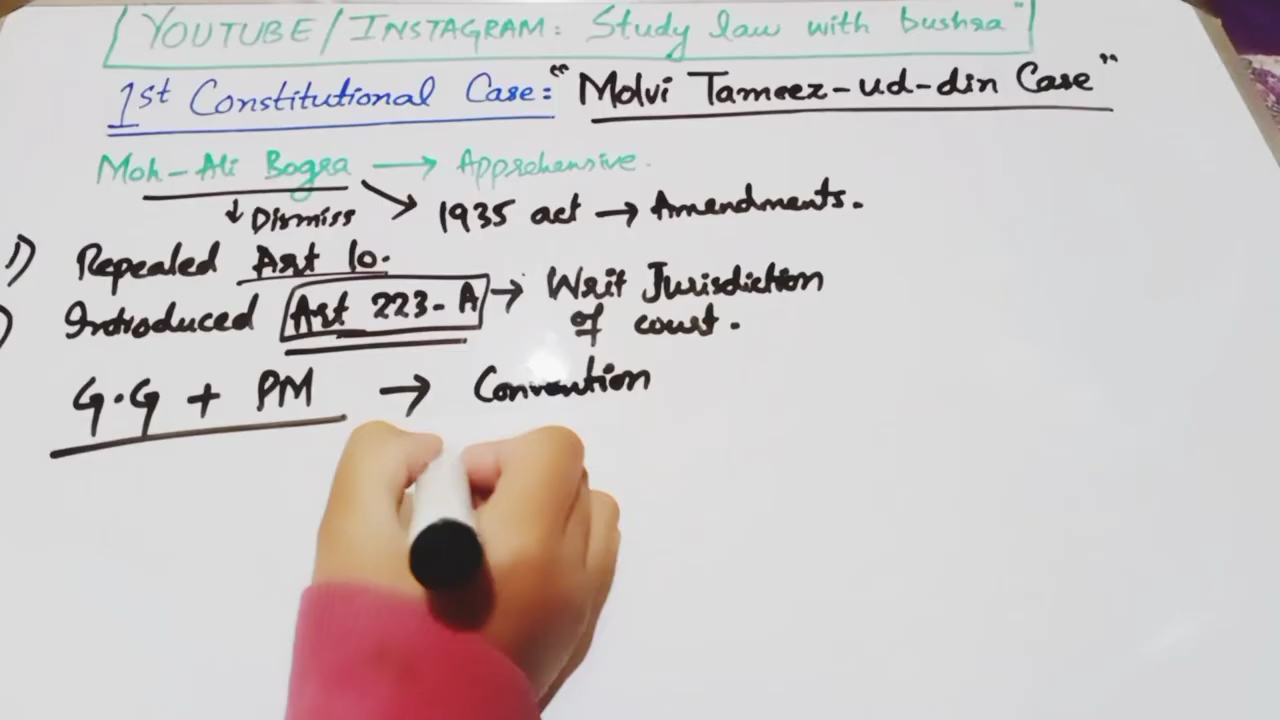 YOUTUBE/INSTAGRAM: Study law with bushra"
1st Constitutional Case: "Molvi Tameez-ud-din Case"
Moh-Ali Bogra → Apprehensive.
↓ Dismiss → 1935 act → Amendments.
1) Repealed Art 10.
) Introduced Art 223-A → Writ Jurisdiction
of court.
G.G + PM → Convention